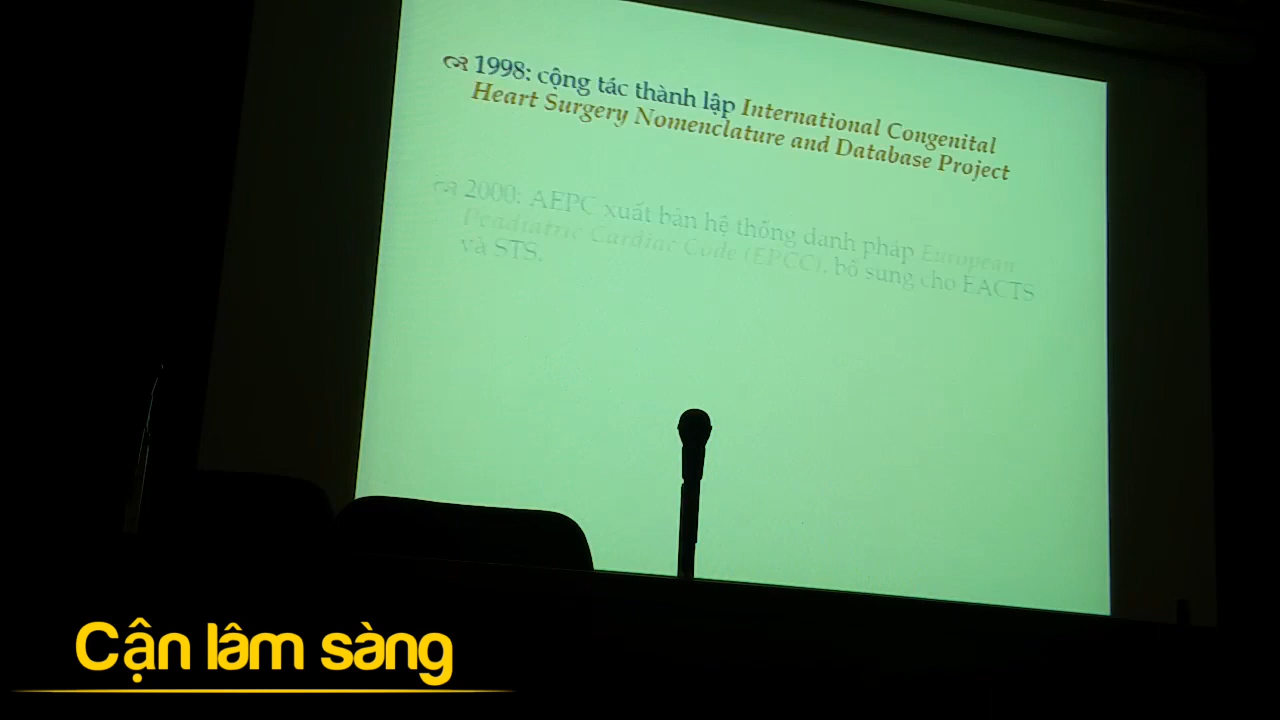 1998: cộng tác thành lập International Congenital
Heart Surgery Nomenclature and Database Project
2000: AEPC xuất bản hệ thống danh pháp European
Peadiatric Cardiac Code (EPCC), bổ sung cho EACTS
và STS.
Cận lâm sàng